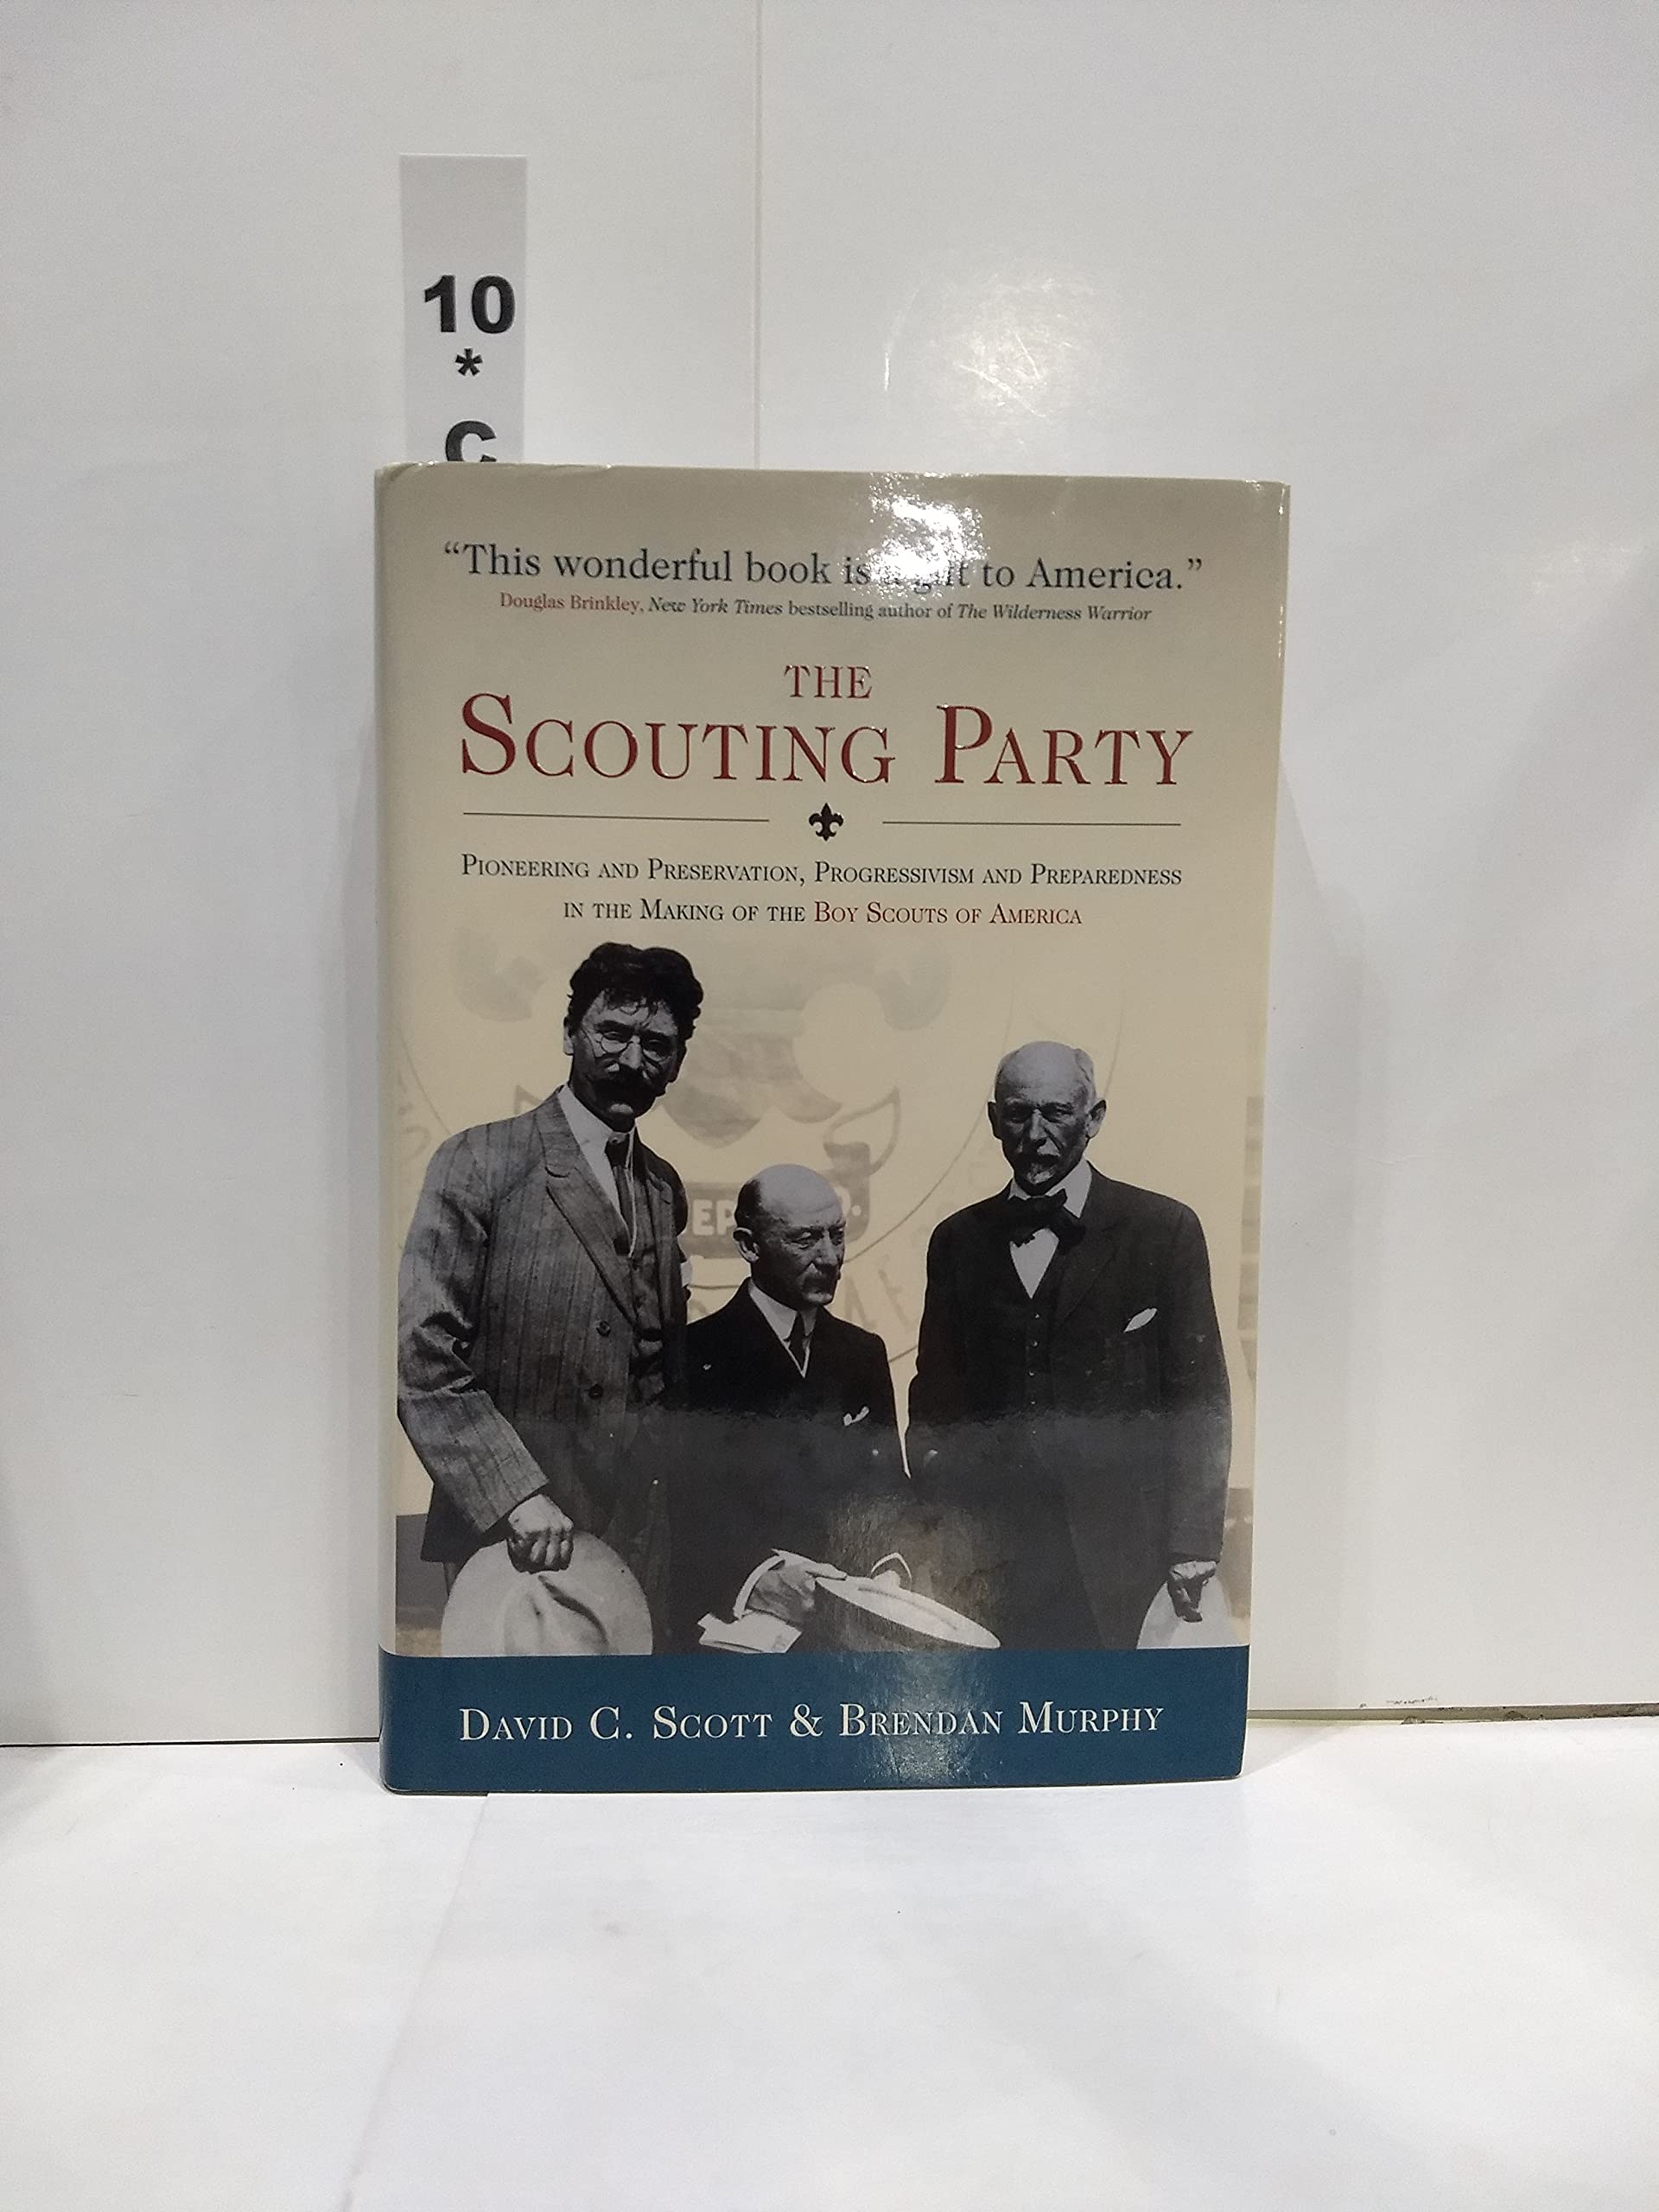 10
*
C
“This wonderful book is a gift to America.”
Douglas Brinkley, New York Times bestselling author of The Wilderness Warrior
THE
SCOUTING PARTY
PIONEERING AND PRESERVATION, PROGRESSIVISM AND PREPAREDNESS
IN THE MAKING OF THE BOY SCOUTS OF AMERICA
DAVID C. SCOTT & BRENDAN MURPHY